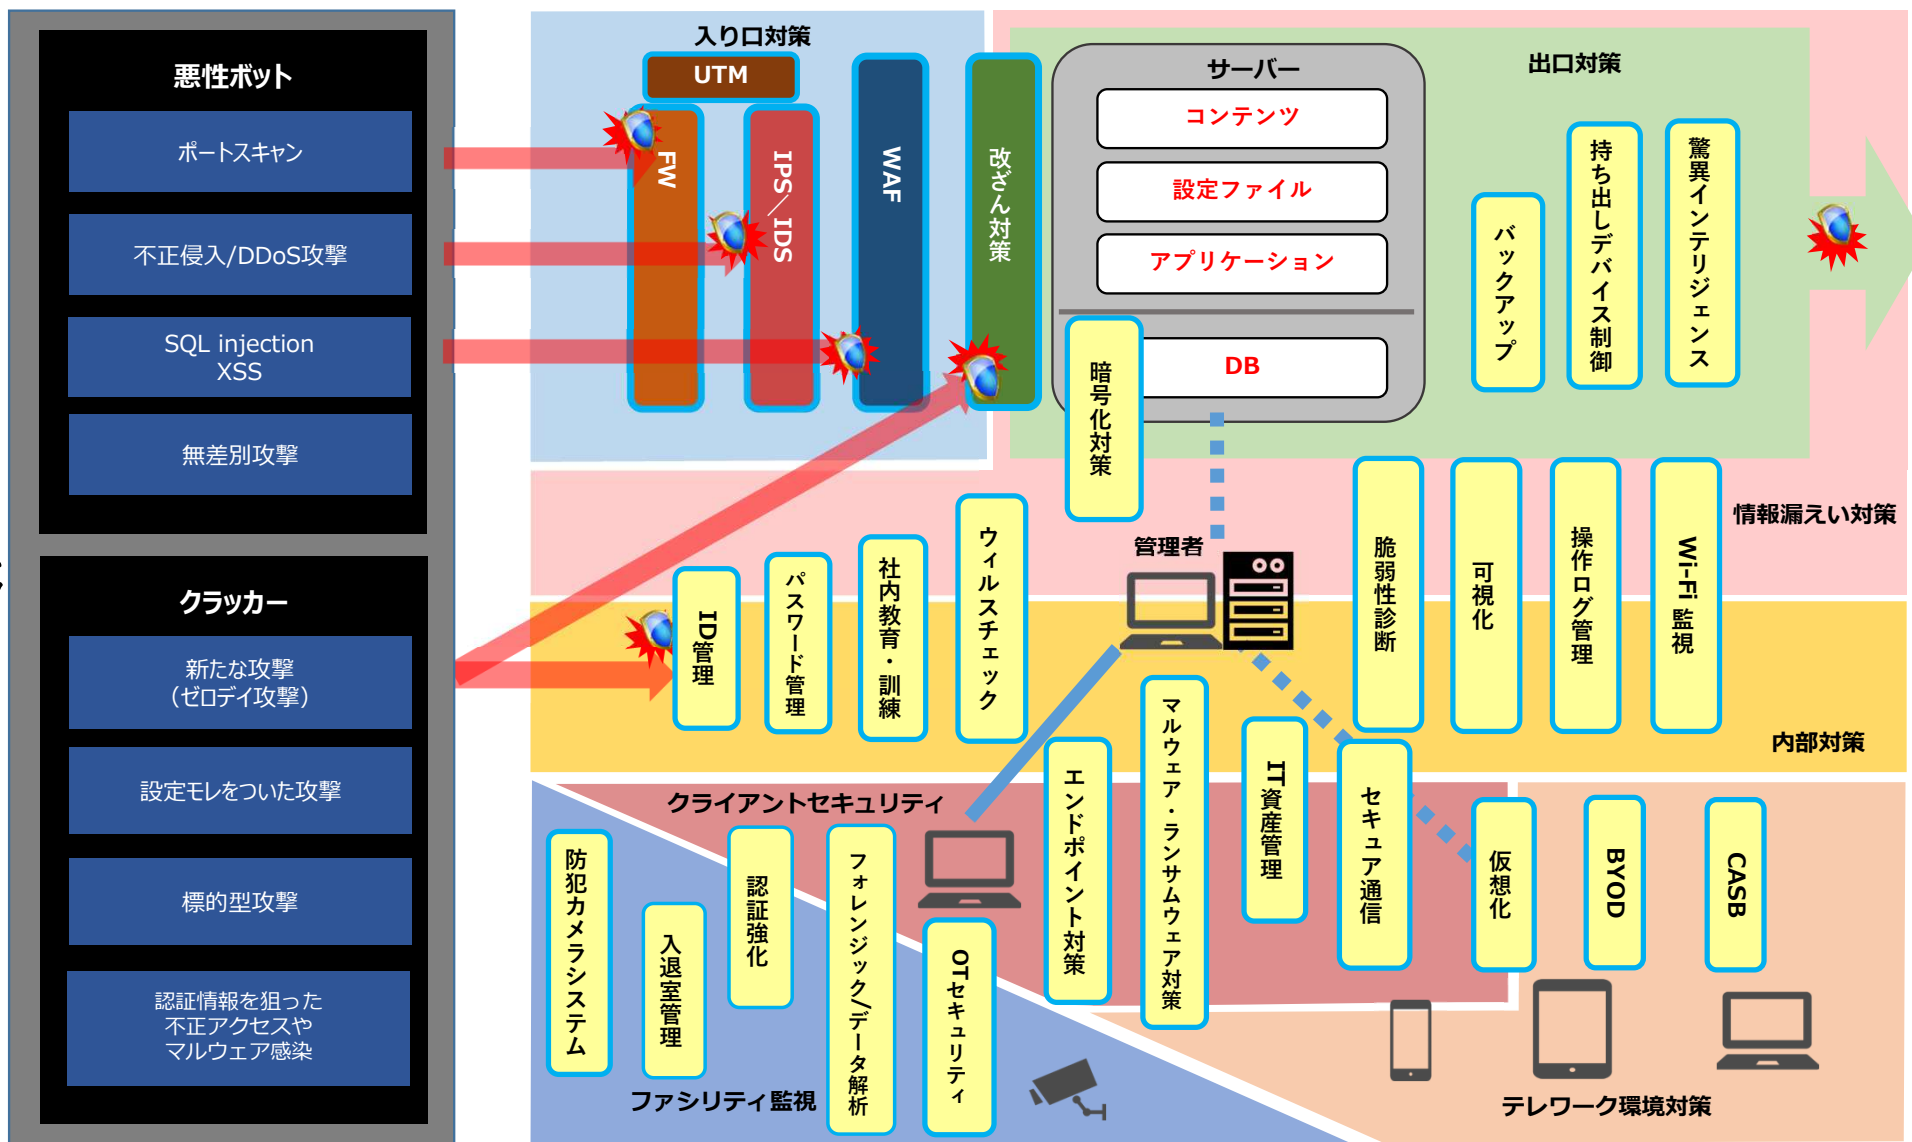 悪性ボット
ポートスキャン
不正侵入/DDoS攻撃
SQL injection
XSS
無差別攻撃
クラッカー
新たな攻撃
（ゼロデイ攻撃）
設定モレをついた攻撃
標的型攻撃
認証情報を狙った
不正アクセスや
マルウェア感染
入り口対策
UTM
FW
IPS／IDS
WAF
改ざん対策
サーバー
コンテンツ
設定ファイル
アプリケーション
DB
暗号化対策
出口対策
バックアップ
持ち出しデバイス制御
驚異インテリジェンス
情報漏えい対策
管理者
ID管理
パスワード管理
社内教育・訓練
ウィルスチェック
脆弱性診断
可視化
操作ログ管理
Wi-Fi監視
内部対策
クライアントセキュリティ
エンドポイント対策
マルウェア・ランサムウェア対策
IT資産管理
セキュア通信
仮想化
BYOD
CASB
防犯カメラシステム
入退室管理
認証強化
フォレンジック/データ解析
OTセキュリティ
ファシリティ監視
テレワーク環境対策